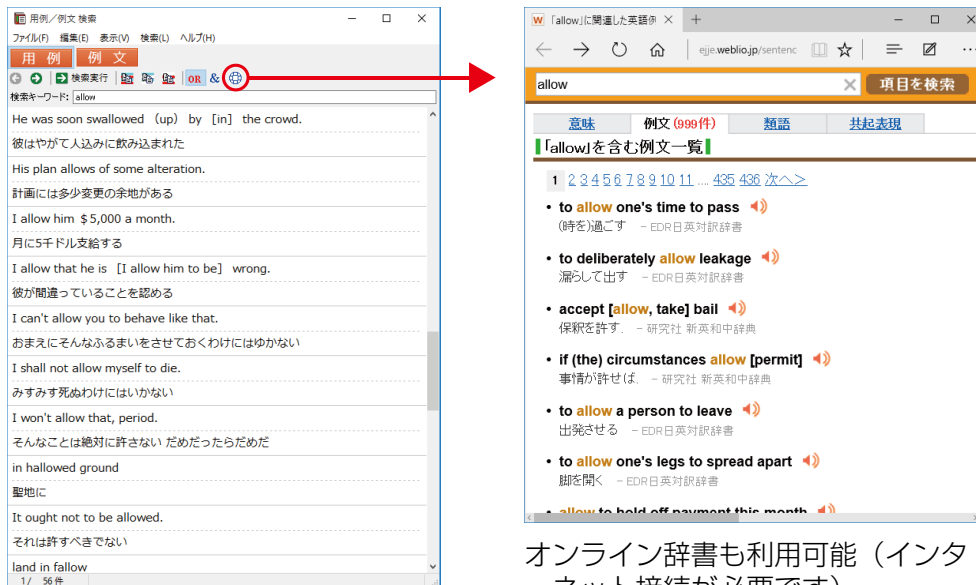 用例／例文 検索
ファイル(F) 編集(E) 表示(V) 検索(L) ヘルプ(H)
用 例 例 文
検索実行 OR &
検索キーワード: allow
He was soon swallowed （up） by ［in］ the crowd.
彼はやがて人込みに飲み込まれた
His plan allows of some alteration.
計画には多少変更の余地がある
I allow him ＄5,000 a month.
月に5千ドル支給する
I allow that he is ［I allow him to be］ wrong.
彼が間違っていることを認める
I can't allow you to behave like that.
おまえにそんなふるまいをさせておくわけにはゆかない
I shall not allow myself to die.
みすみす死ぬわけにはいかない
I won't allow that, period.
そんなことは絶対に許さない だめだったらだめだ
in hallowed ground
聖地に
It ought not to be allowed.
それは許すべきでない
land in fallow
1/ 56件
W 「allow」に関連した英語例
ejje.weblio.jp/sentenc
allow 項目を検索
意味 例文 (999件) 類語 共起表現
「allow」を含む例文一覧
1 2 3 4 5 6 7 8 9 10 11 .... 435 436 次へ＞
• to allow one's time to pass
(時を)過ごす － EDR日英対訳辞書
• to deliberately allow leakage
漏らして出す － EDR日英対訳辞書
• accept [allow, take] bail
保釈を許す. － 研究社 新英和中辞典
• if (the) circumstances allow [permit]
事情が許せば. － 研究社 新英和中辞典
• to allow a person to leave
出発させる － EDR日英対訳辞書
• to allow one's legs to spread apart
脚を開く － EDR日英対訳辞書
• allow to hold off payment this month
オンライン辞書も利用可能（インタ
ーネット接続が必要です）